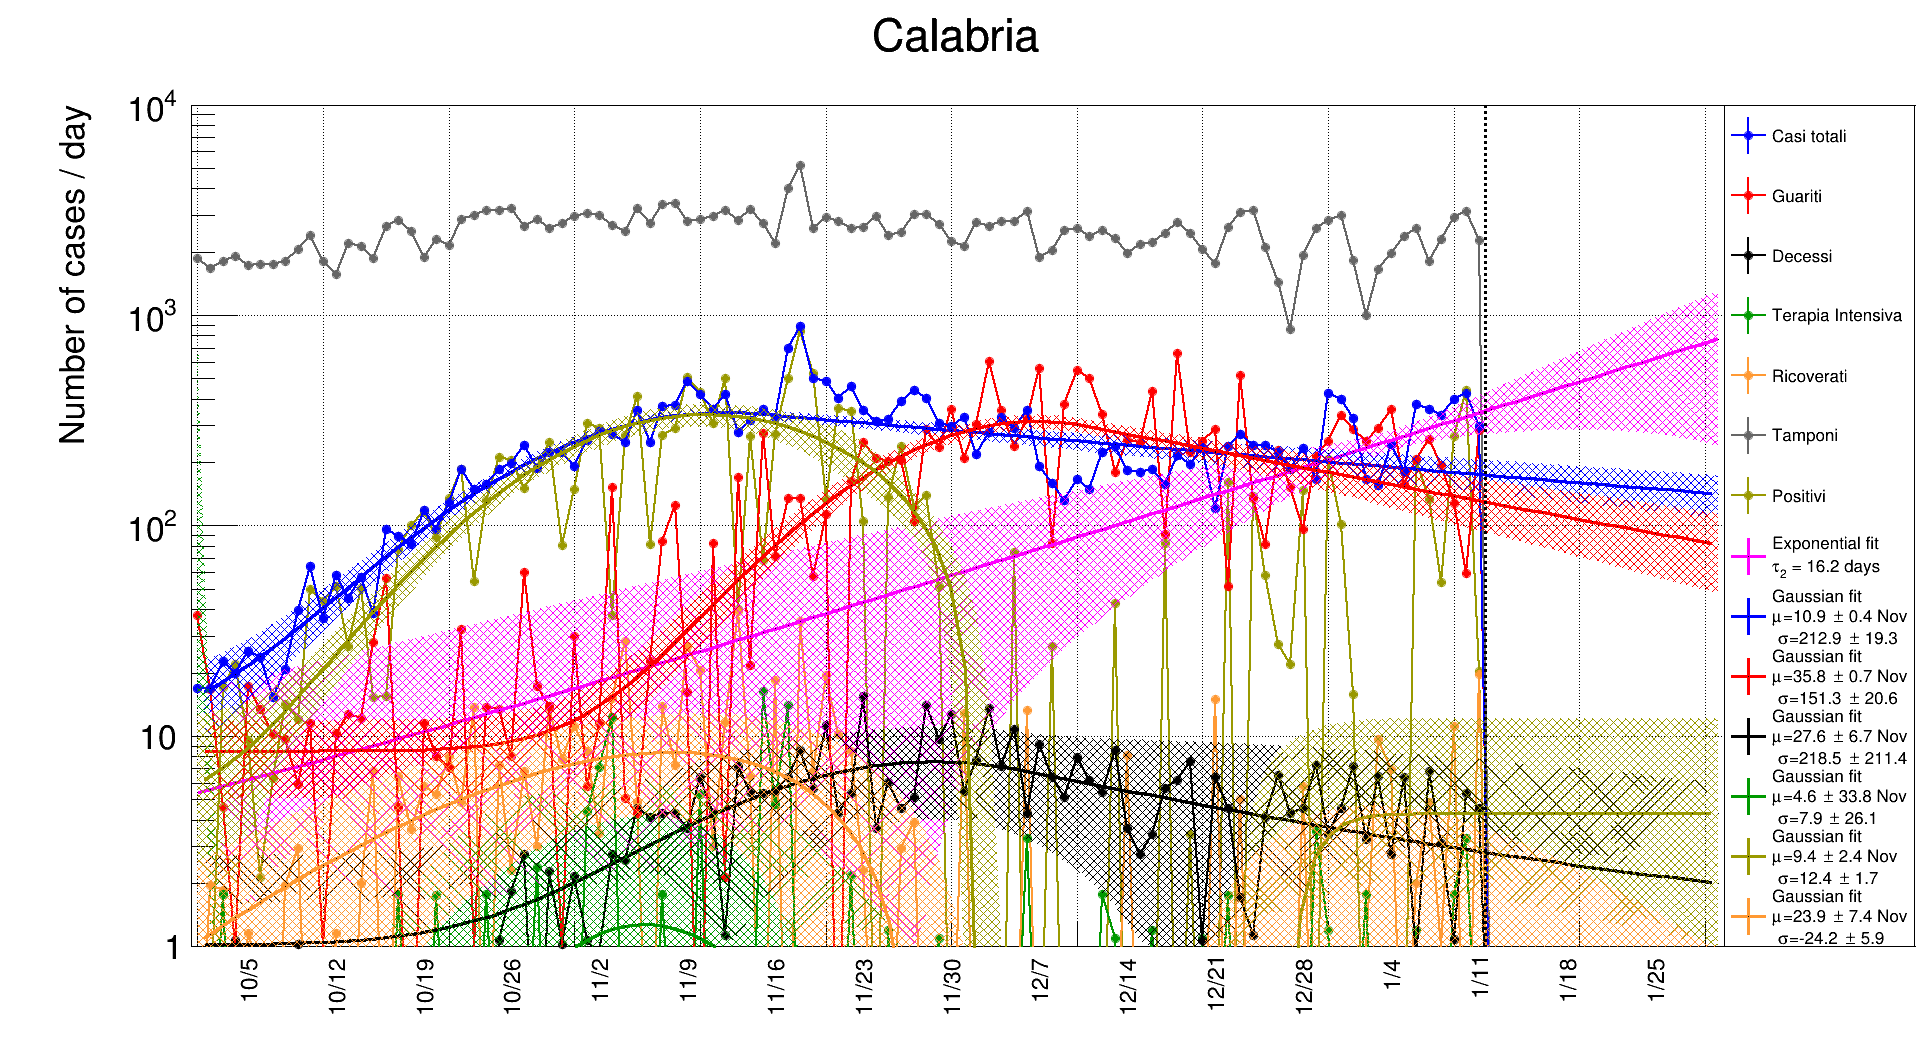 Calabria
Number of cases / day
10^4
10^3
10^2
10
1
10/5
10/12
10/19
10/26
11/2
11/9
11/16
11/23
11/30
12/7
12/14
12/21
12/28
1/4
1/11
1/18
1/25
Casi totali
Guariti
Decessi
Terapia Intensiva
Ricoverati
Tamponi
Positivi
Exponential fit
τ₂ = 16.2 days
Gaussian fit
μ=10.9 ± 0.4 Nov
σ=212.9 ± 19.3
Gaussian fit
μ=35.8 ± 0.7 Nov
σ=151.3 ± 20.6
Gaussian fit
μ=27.6 ± 6.7 Nov
σ=218.5 ± 211.4
Gaussian fit
μ=4.6 ± 33.8 Nov
σ=7.9 ± 26.1
Gaussian fit
μ=9.4 ± 2.4 Nov
σ=12.4 ± 1.7
Gaussian fit
μ=23.9 ± 7.4 Nov
σ=-24.2 ± 5.9